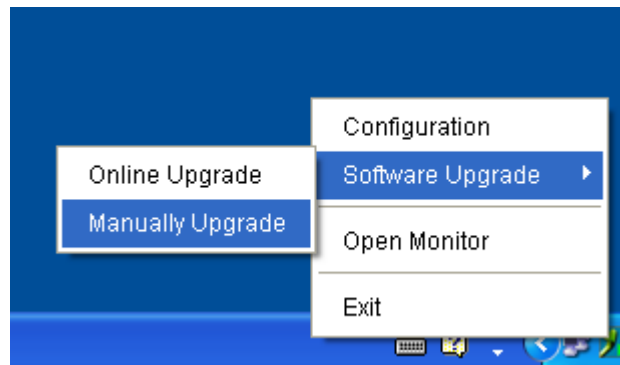 Configuration
Software Upgrade
Online Upgrade
Manually Upgrade
Open Monitor
Exit